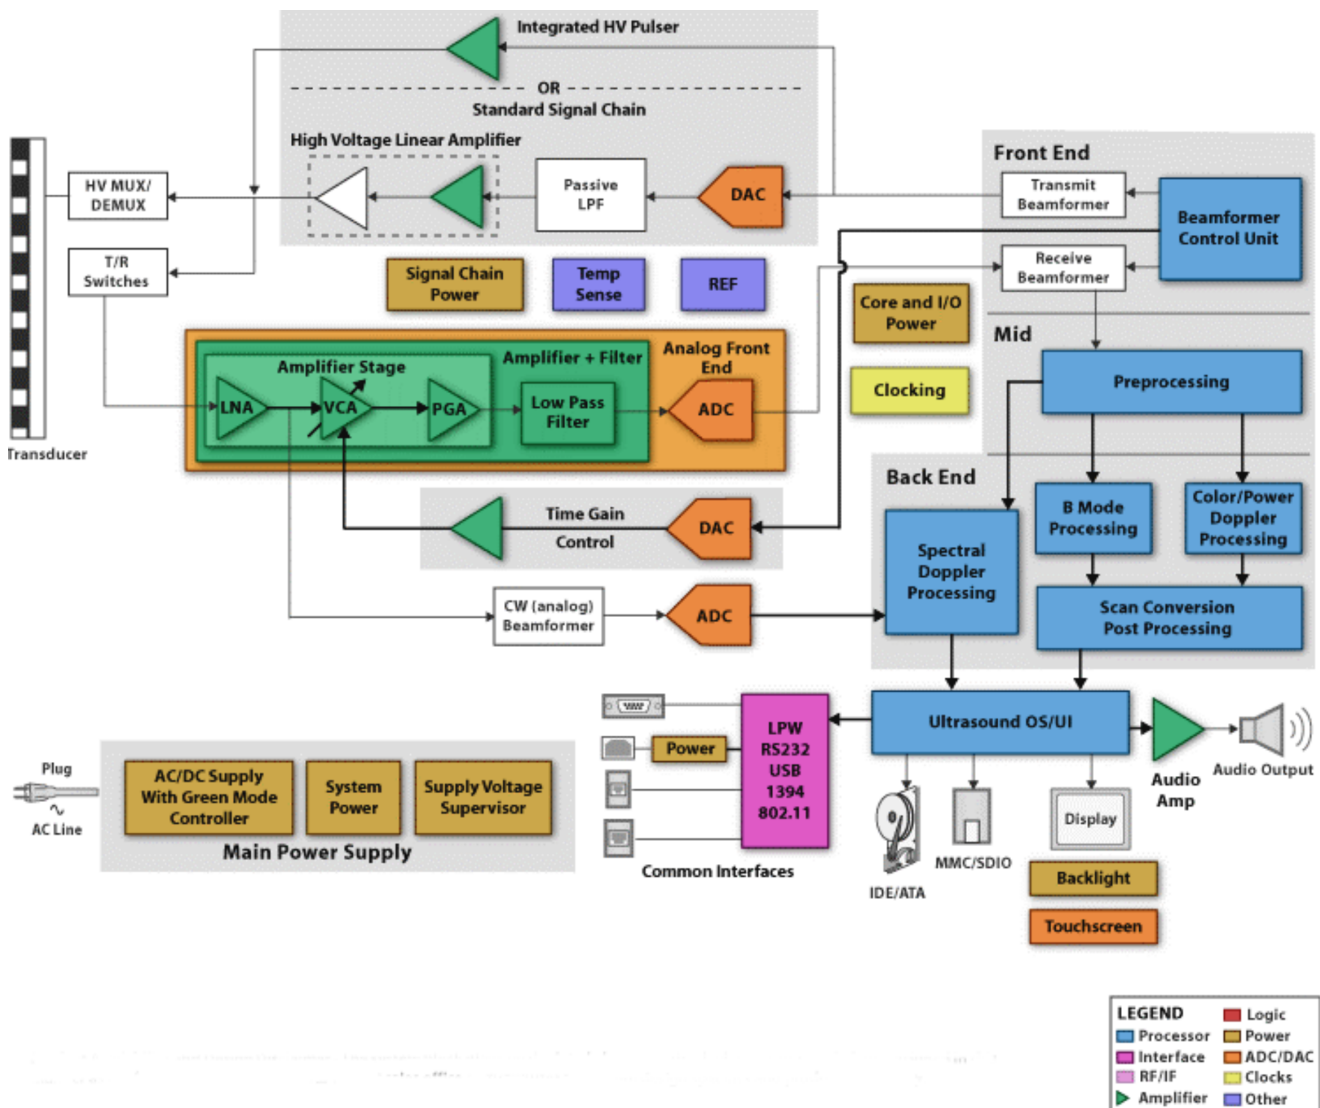 Integrated HV Pulser
OR
Standard Signal Chain
High Voltage Linear Amplifier
HV MUX/
DEMUX
Passive
LPF
DAC
Front End
Transmit
Beamformer
Beamformer
Control Unit
T/R
Switches
Receive
Beamformer
Signal Chain
Power
Temp
Sense
REF
Core and I/O
Power
Mid
Clocking
Preprocessing
Amplifier Stage
Amplifier + Filter
Analog Front
End
LNA
VCA
PGA
Low Pass
Filter
ADC
Transducer
Back End
B Mode
Processing
Color/Power
Doppler
Processing
Time Gain
Control
DAC
Spectral
Doppler
Processing
CW (analog)
Beamformer
ADC
Scan Conversion
Post Processing
Ultrasound OS/UI
LPW
RS232
USB
1394
802.11
Power
Common Interfaces
Audio
Amp
Audio Output
Plug
AC Line
AC/DC Supply
With Green Mode
Controller
System
Power
Supply Voltage
Supervisor
Main Power Supply
IDE/ATA
MMC/SDIO
Display
Backlight
Touchscreen
LEGEND
Processor
Interface
RF/IF
Amplifier
Logic
Power
ADC/DAC
Clocks
Other